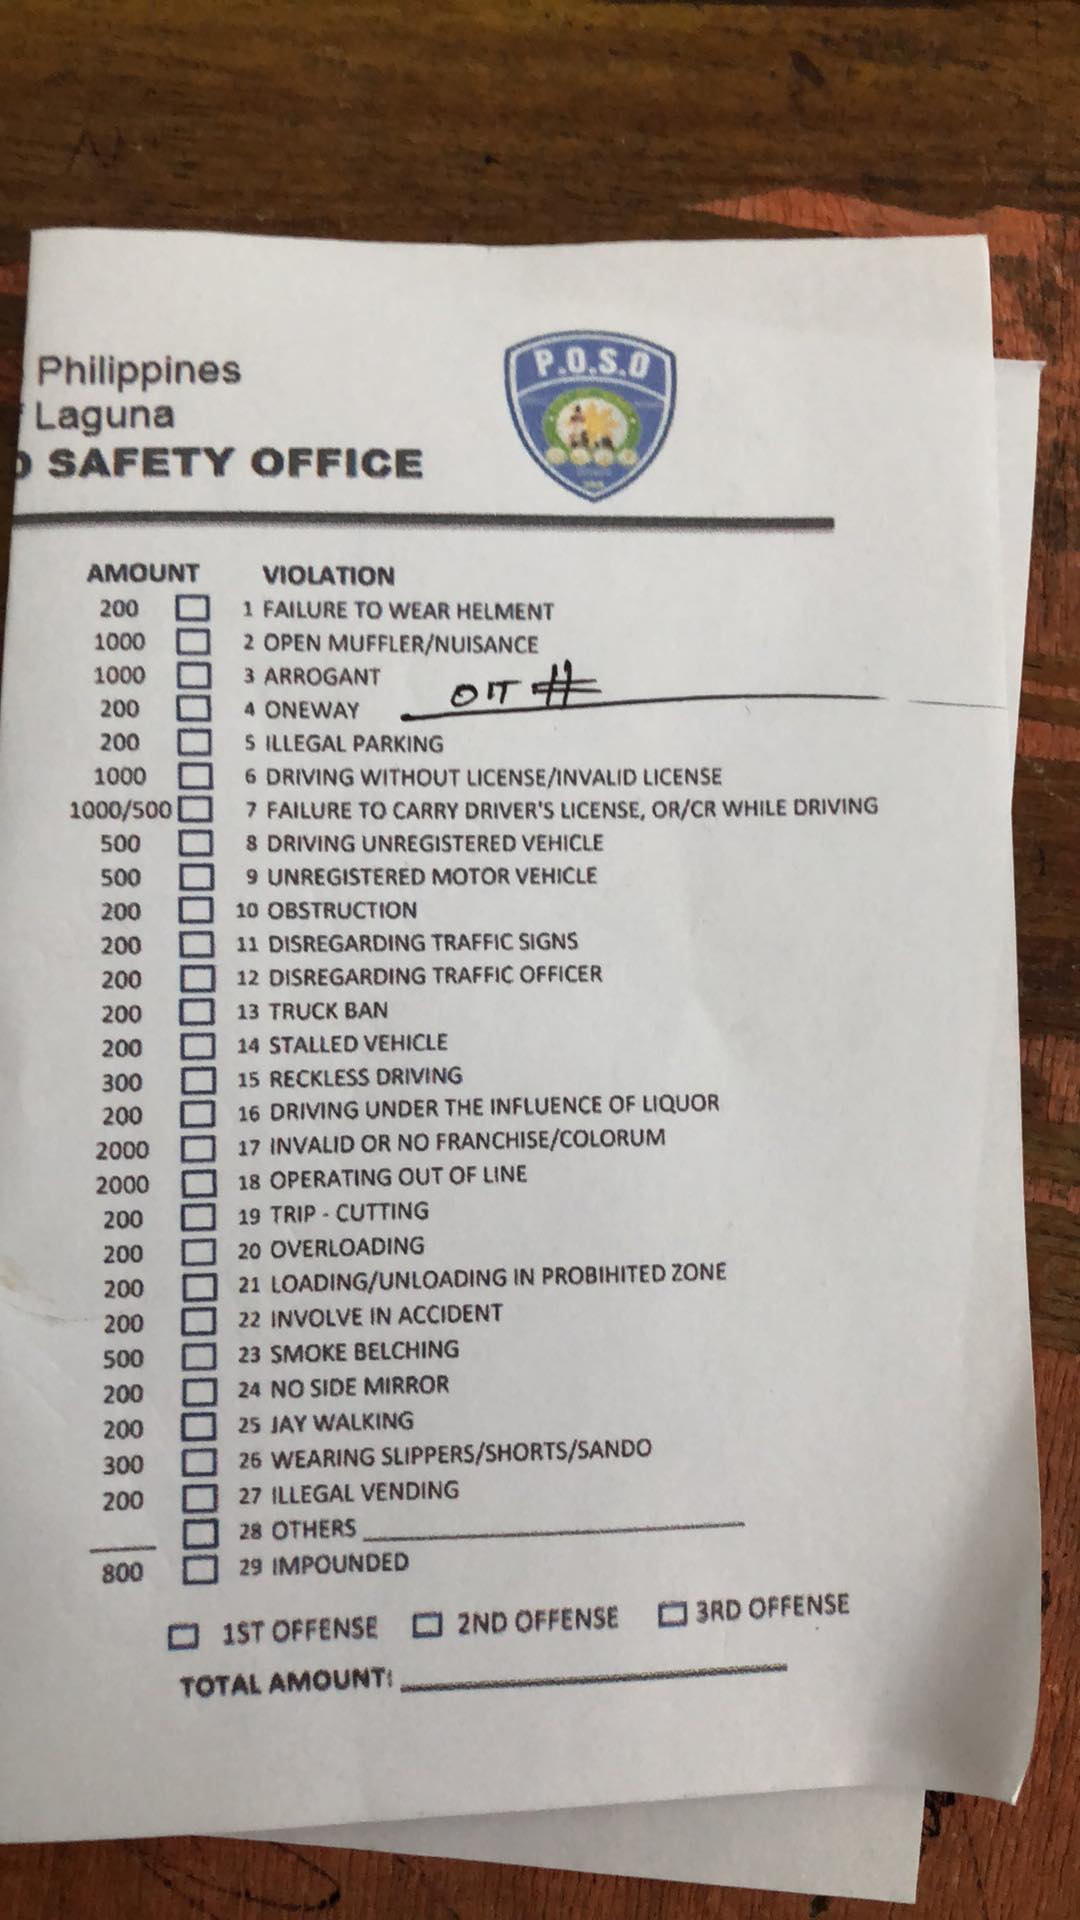 Philippines
Laguna
SAFETY OFFICE
P.O.S.O
AMOUNT VIOLATION
200 1 FAILURE TO WEAR HELMENT
1000 2 OPEN MUFFLER/NUISANCE
1000 3 ARROGANT
OIT #
200 4 ONEWAY
200 5 ILLEGAL PARKING
1000 6 DRIVING WITHOUT LICENSE/INVALID LICENSE
1000/500 7 FAILURE TO CARRY DRIVER'S LICENSE, OR/CR WHILE DRIVING
500 8 DRIVING UNREGISTERED VEHICLE
500 9 UNREGISTERED MOTOR VEHICLE
200 10 OBSTRUCTION
200 11 DISREGARDING TRAFFIC SIGNS
200 12 DISREGARDING TRAFFIC OFFICER
200 13 TRUCK BAN
200 14 STALLED VEHICLE
300 15 RECKLESS DRIVING
200 16 DRIVING UNDER THE INFLUENCE OF LIQUOR
2000 17 INVALID OR NO FRANCHISE/COLORUM
2000 18 OPERATING OUT OF LINE
200 19 TRIP - CUTTING
200 20 OVERLOADING
200 21 LOADING/UNLOADING IN PROBIHITED ZONE
200 22 INVOLVE IN ACCIDENT
500 23 SMOKE BELCHING
200 24 NO SIDE MIRROR
200 25 JAY WALKING
300 26 WEARING SLIPPERS/SHORTS/SANDO
200 27 ILLEGAL VENDING
28 OTHERS
800 29 IMPOUNDED
1ST OFFENSE 2ND OFFENSE 3RD OFFENSE
TOTAL AMOUNT: